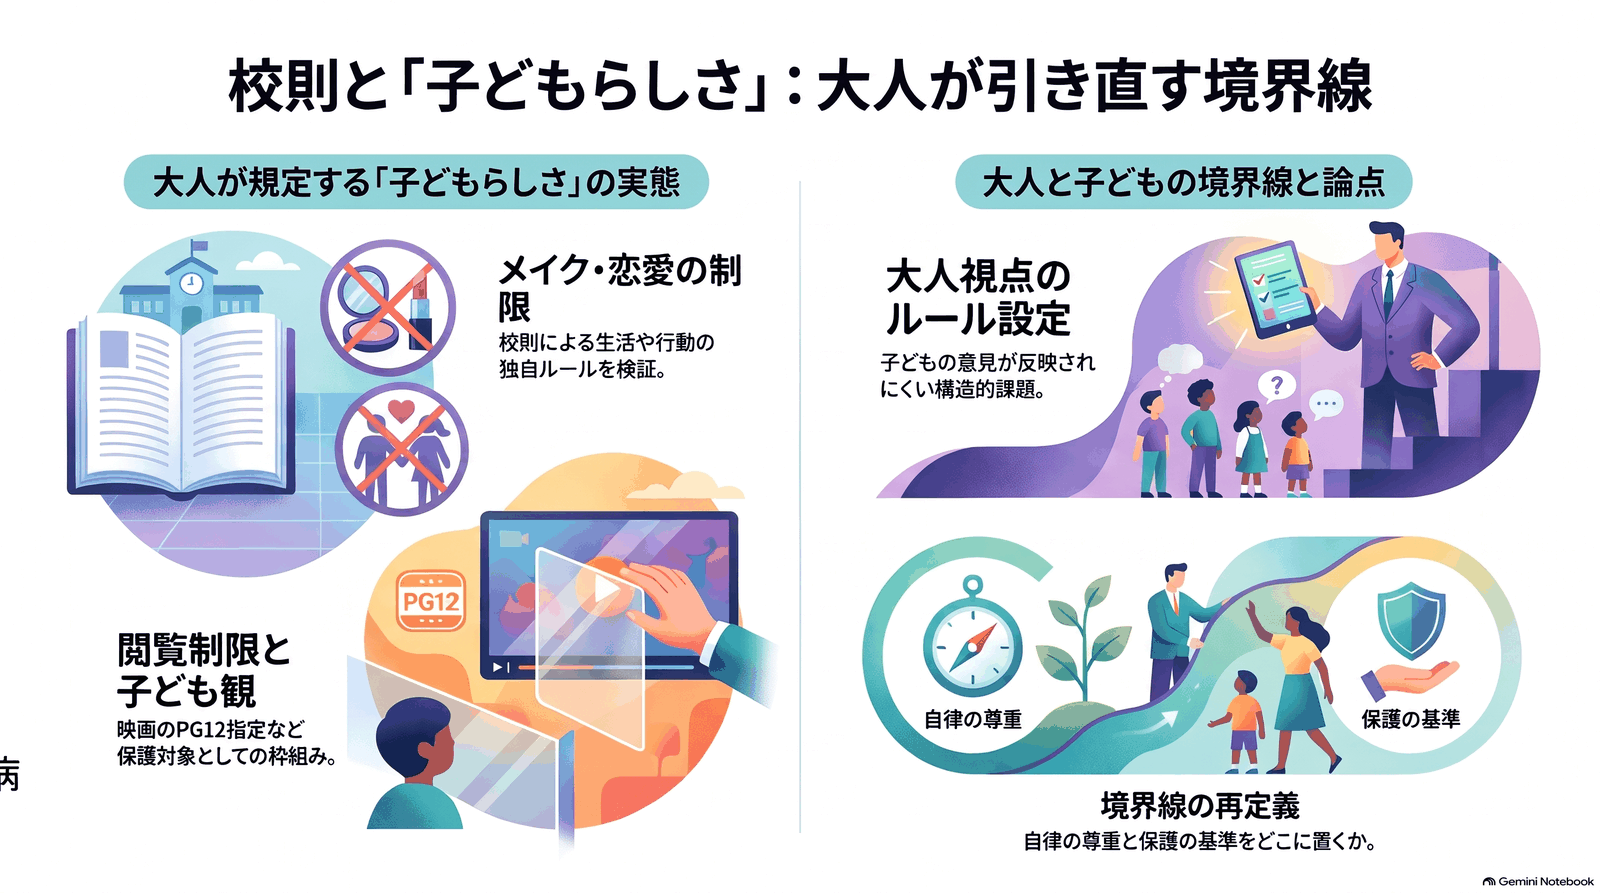 校則と「子どもらしさ」：大人が引き直す境界線
大人が規定する「子どもらしさ」の実態
メイク・恋愛の制
限
校則による生活や行動の
独自ルールを検証。
PG12
閲覧制限と
子ども観
映画のPG12指定など
保護対象としての枠組み。
病
大人と子どもの境界線と論点
大人視点の
ルール設定
子どもの意見が反映され
にくい構造的課題。
?
...
自律の尊重
保護の基準
境界線の再定義
自律の尊重と保護の基準をどこに置くか。
Gemini Notebook